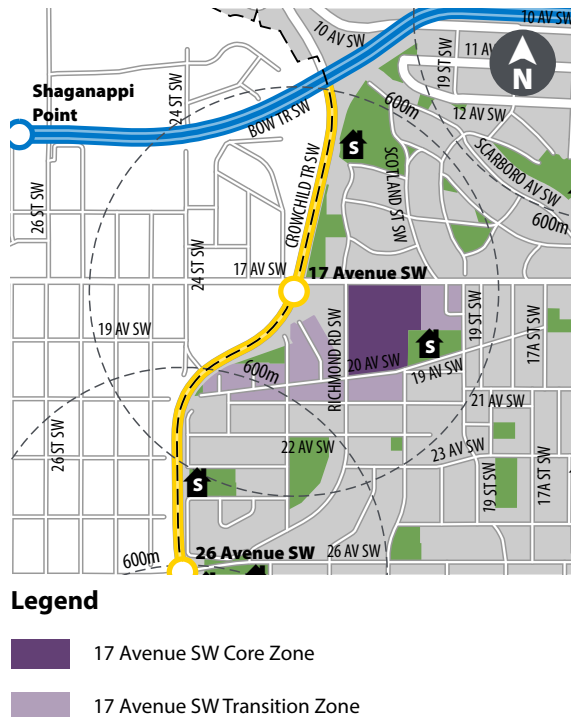 10 AV SW
10 AV SW
11 AV
19 ST SW
N
Shaganappi
Point
24 ST SW
BOW TR SW
600m
12 AV SW
S
SCOTLAND ST SW
SCARBORO AV SW
600m
26 ST SW
CROWCHILD TR SW
24 ST SW
17 AV SW
17 Avenue SW
19 AV SW
RICHMOND RD SW
19 ST SW
17A ST SW
S
20 AV SW
19 AV SW
600m
21 AV SW
26 ST SW
22 AV SW
23 AV SW
19 ST SW
17A ST SW
S
600m
26 Avenue SW
26 AV SW
Legend
17 Avenue SW Core Zone
17 Avenue SW Transition Zone